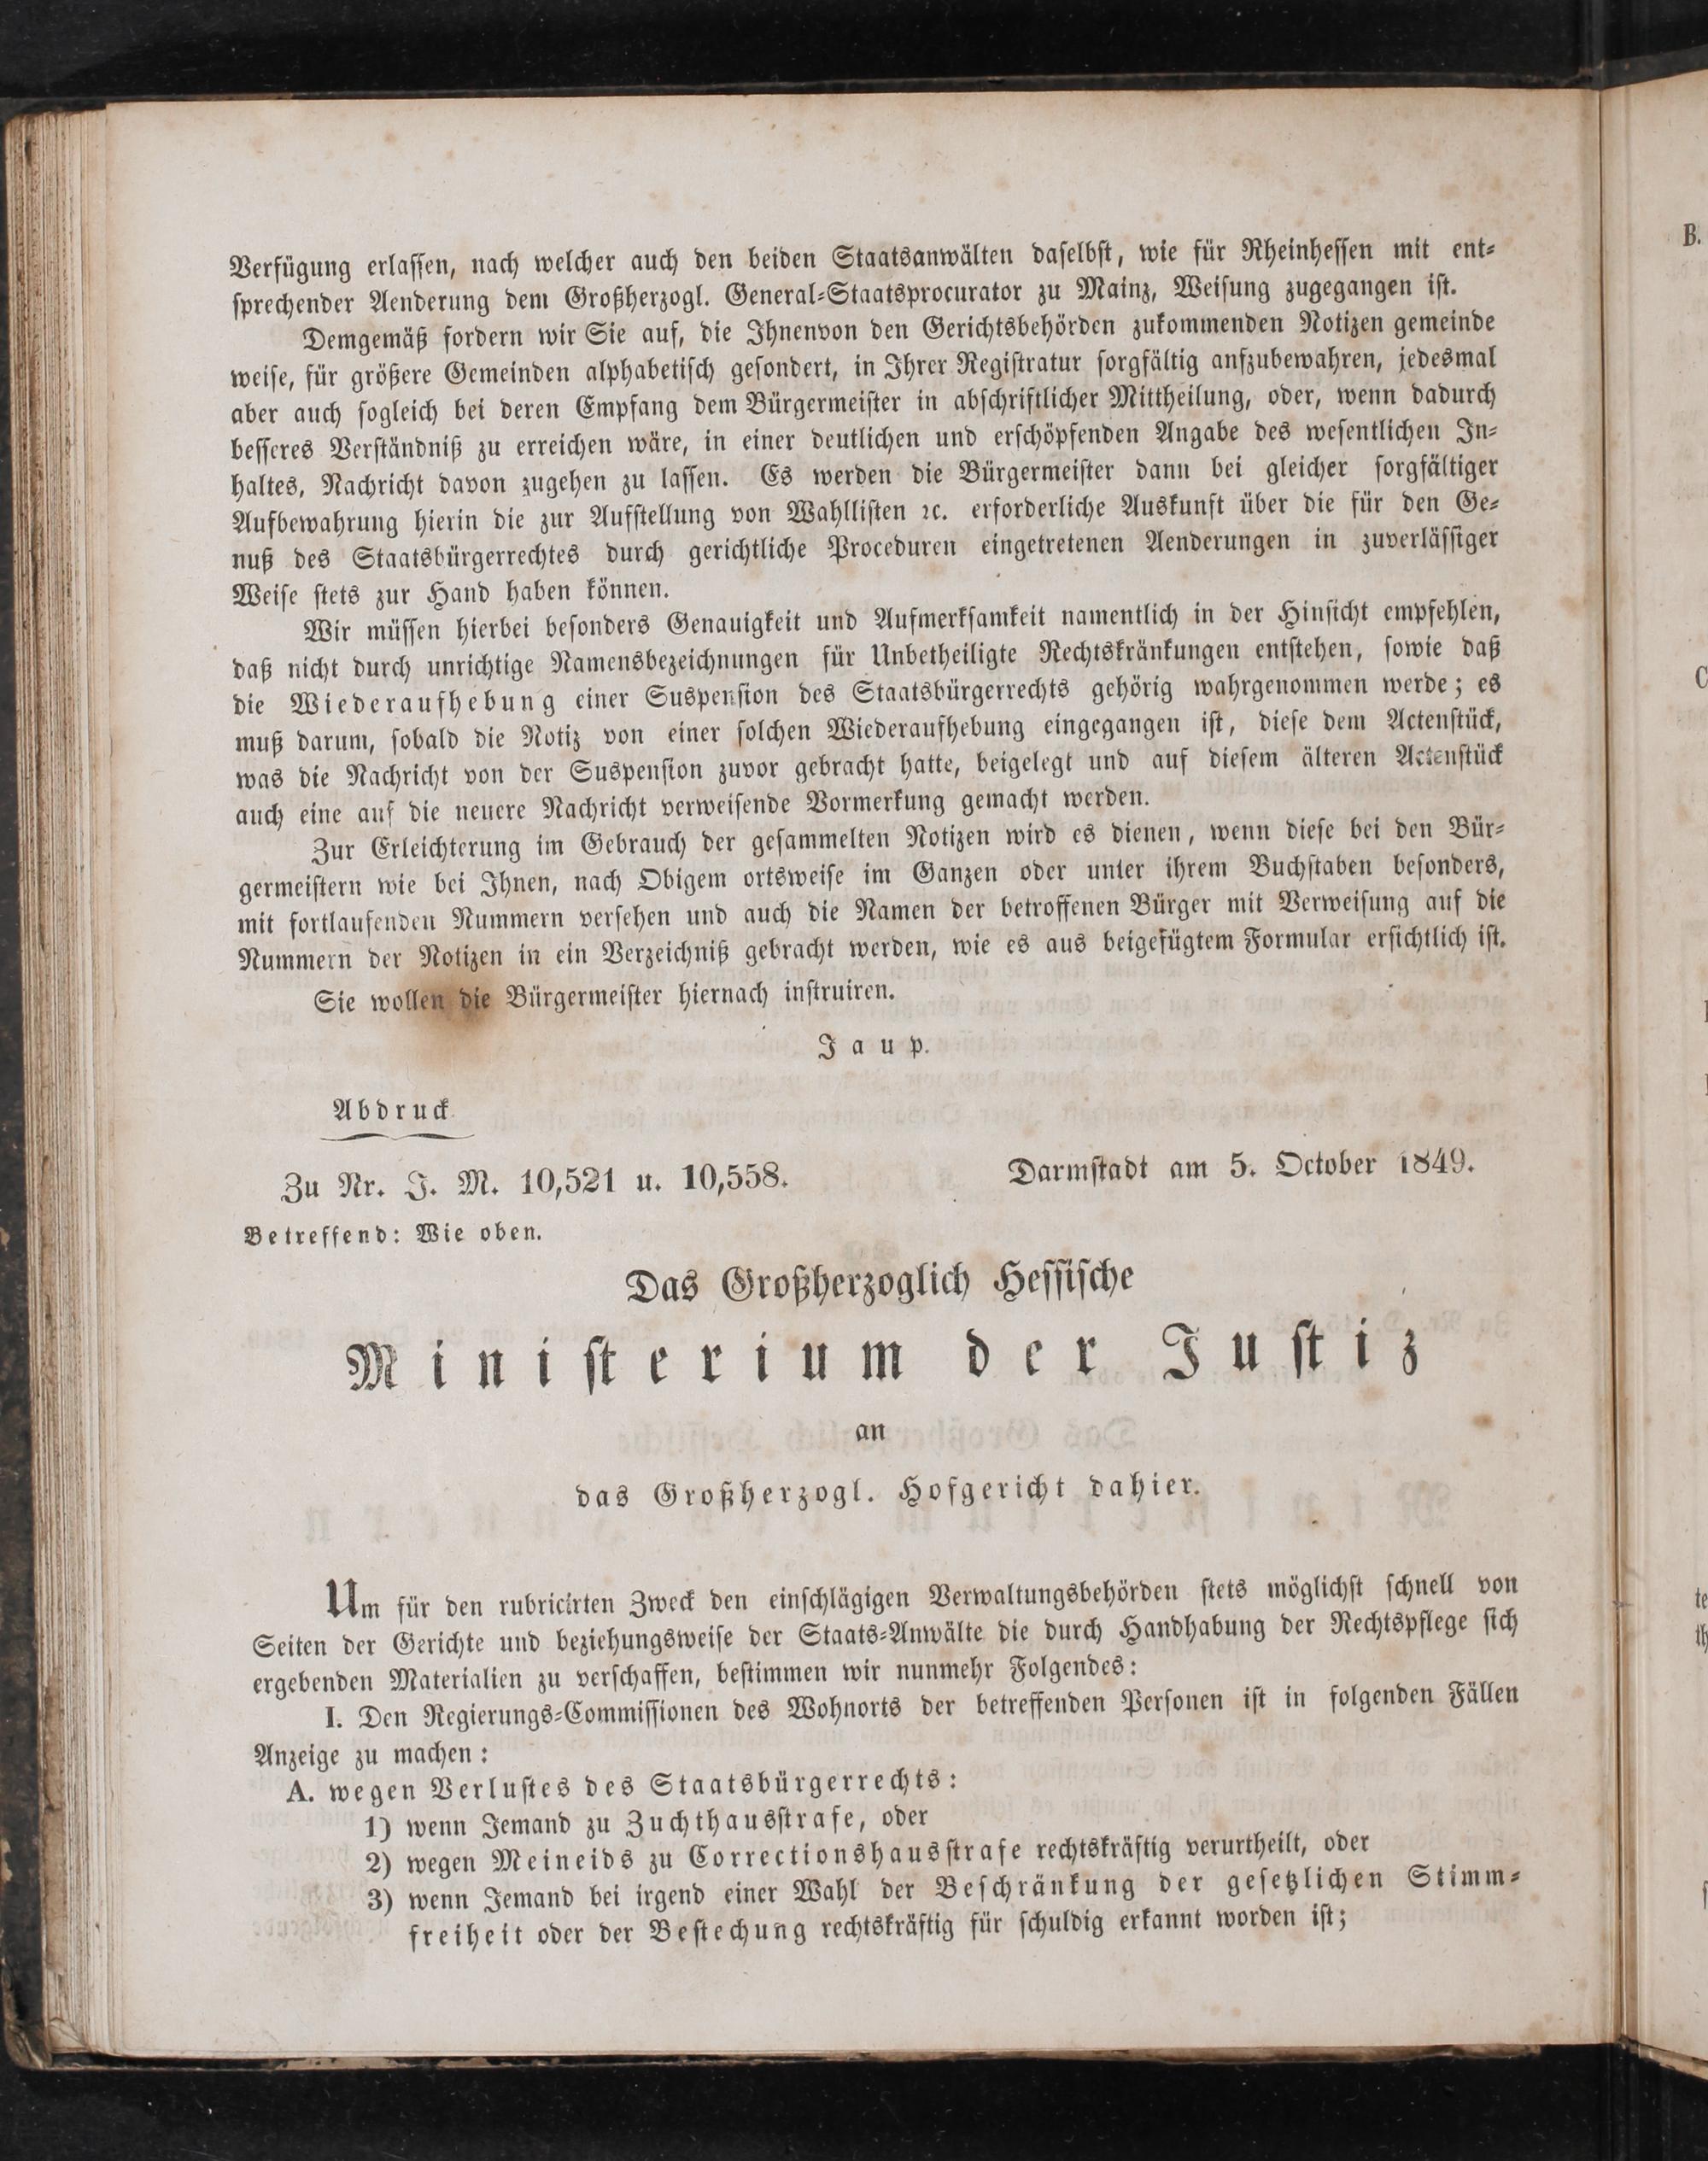 Verfügung erlassen, nach welcher auch den beiden Staatsanwälten daselbst, wie für Rheinhessen mit ent-
sprechender Aenderung dem Großherzogl. General-Staatsprocurator zu Mainz, Weisung zugegangen ist.
Demgemäß fordern wir Sie auf, die Ihnenvon den Gerichtsbehörden zukommenden Notizen gemeinde
weise, für größere Gemeinden alphabetisch gesondert, in Ihrer Registratur sorgfältig anfzubewahren, jedesmal
aber auch sogleich bei deren Empfang dem Bürgermeister in abschriftlicher Mittheilung, oder, wenn dadurch
besseres Verständniß zu erreichen wäre, in einer deutlichen und erschöpfenden Angabe des wesentlichen In-
haltes, Nachricht davon zugehen zu lassen. Es werden die Bürgermeister dann bei gleicher sorgfältiger
Aufbewahrung hierin die zur Aufstellung von Wahllisten ꝛc. erforderliche Auskunft über die für den Ge-
nuß des Staatsbürgerrechtes durch gerichtliche Proceduren eingetretenen Aenderungen in zuverlässiger
Weise stets zur Hand haben können.
Wir müssen hierbei besonders Genauigkeit und Aufmerksamkeit namentlich in der Hinsicht empfehlen,
daß nicht durch unrichtige Namensbezeichnungen für Unbetheiligte Rechtskränkungen entstehen, sowie daß
die Wiederaufhebung einer Suspension des Staatsbürgerrechts gehörig wahrgenommen werde; es
muß darum, sobald die Notiz von einer solchen Wiederaufhebung eingegangen ist, diese dem Actenstück,
was die Nachricht von der Suspension zuvor gebracht hatte, beigelegt und auf diesem älteren Actenstück
auch eine auf die neuere Nachricht verweisende Vormerkung gemacht werden.
Zur Erleichterung im Gebrauch der gesammelten Notizen wird es dienen, wenn diese bei den Bür-
germeistern wie bei Ihnen, nach Obigem ortsweise im Ganzen oder unter ihrem Buchstaben besonders,
mit fortlaufenden Nummern versehen und auch die Namen der betroffenen Bürger mit Verweisung auf die
Nummern der Notizen in ein Verzeichniß gebracht werden, wie es aus beigefügtem Formular ersichtlich ist.
Sie wollen die Bürgermeister hiernach instruiren.
Jaup.
Abdruck
Zu Nr. J. M. 10,521 u. 10,558.
Darmstadt am 5. October 1849.
Betreffend: Wie oben.
Das Großherzoglich Hessische
Ministerium der Justiz
an
das Großherzogl. Hofgericht dahier.
Um für den rubricirten Zweck den einschlägigen Verwaltungsbehörden stets möglichst schnell von
Seiten der Gerichte und beziehungsweise der Staats-Anwälte die durch Handhabung der Rechtspflege sich
ergebenden Materialien zu verschaffen, bestimmen wir nunmehr Folgendes:
I. Den Regierungs-Commissionen des Wohnorts der betreffenden Personen ist in folgenden Fällen
Anzeige zu machen:
A. wegen Verlustes des Staatsbürgerrechts:
1) wenn Jemand zu Zuchthausstrafe, oder
2) wegen Meineids zu Correctionshausstrafe rechtskräftig verurtheilt, oder
3) wenn Jemand bei irgend einer Wahl der Beschränkung der gesetzlichen Stimm-
freiheit oder der Bestechung rechtskräftig für schuldig erkannt worden ist;
B.